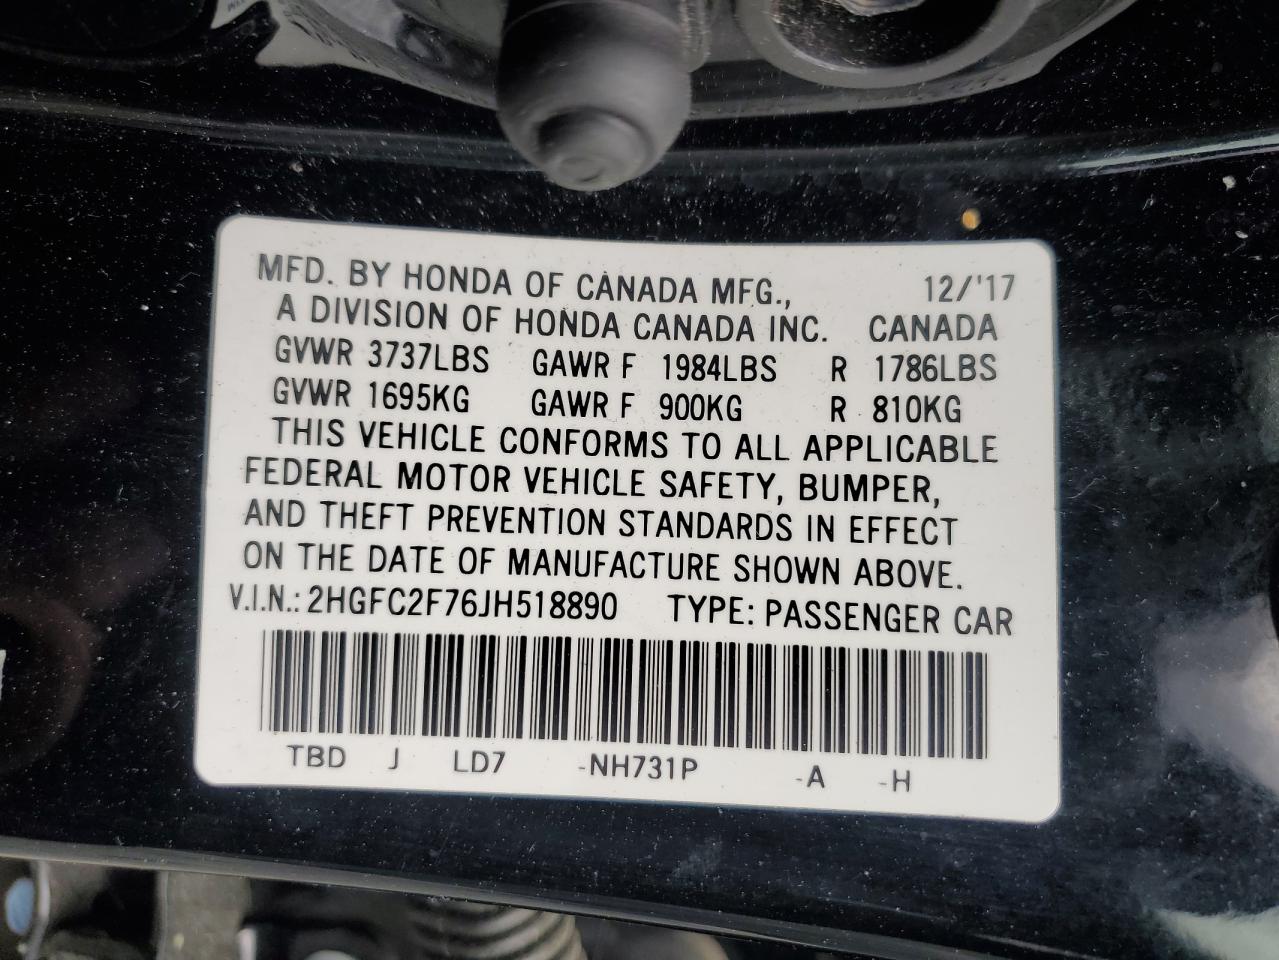 MFD. BY HONDA OF CANADA MFG., 12/'17
A DIVISION OF HONDA CANADA INC. CANADA
GVWR 3737LBS GAWR F 1984LBS R 1786LBS
GVWR 1695KG GAWR F 900KG R 810KG
THIS VEHICLE CONFORMS TO ALL APPLICABLE
FEDERAL MOTOR VEHICLE SAFETY, BUMPER,
AND THEFT PREVENTION STANDARDS IN EFFECT
ON THE DATE OF MANUFACTURE SHOWN ABOVE.
V.I.N.: 2HGFC2F76JH518890 TYPE: PASSENGER CAR
TBD J LD7 -NH731P -A -H